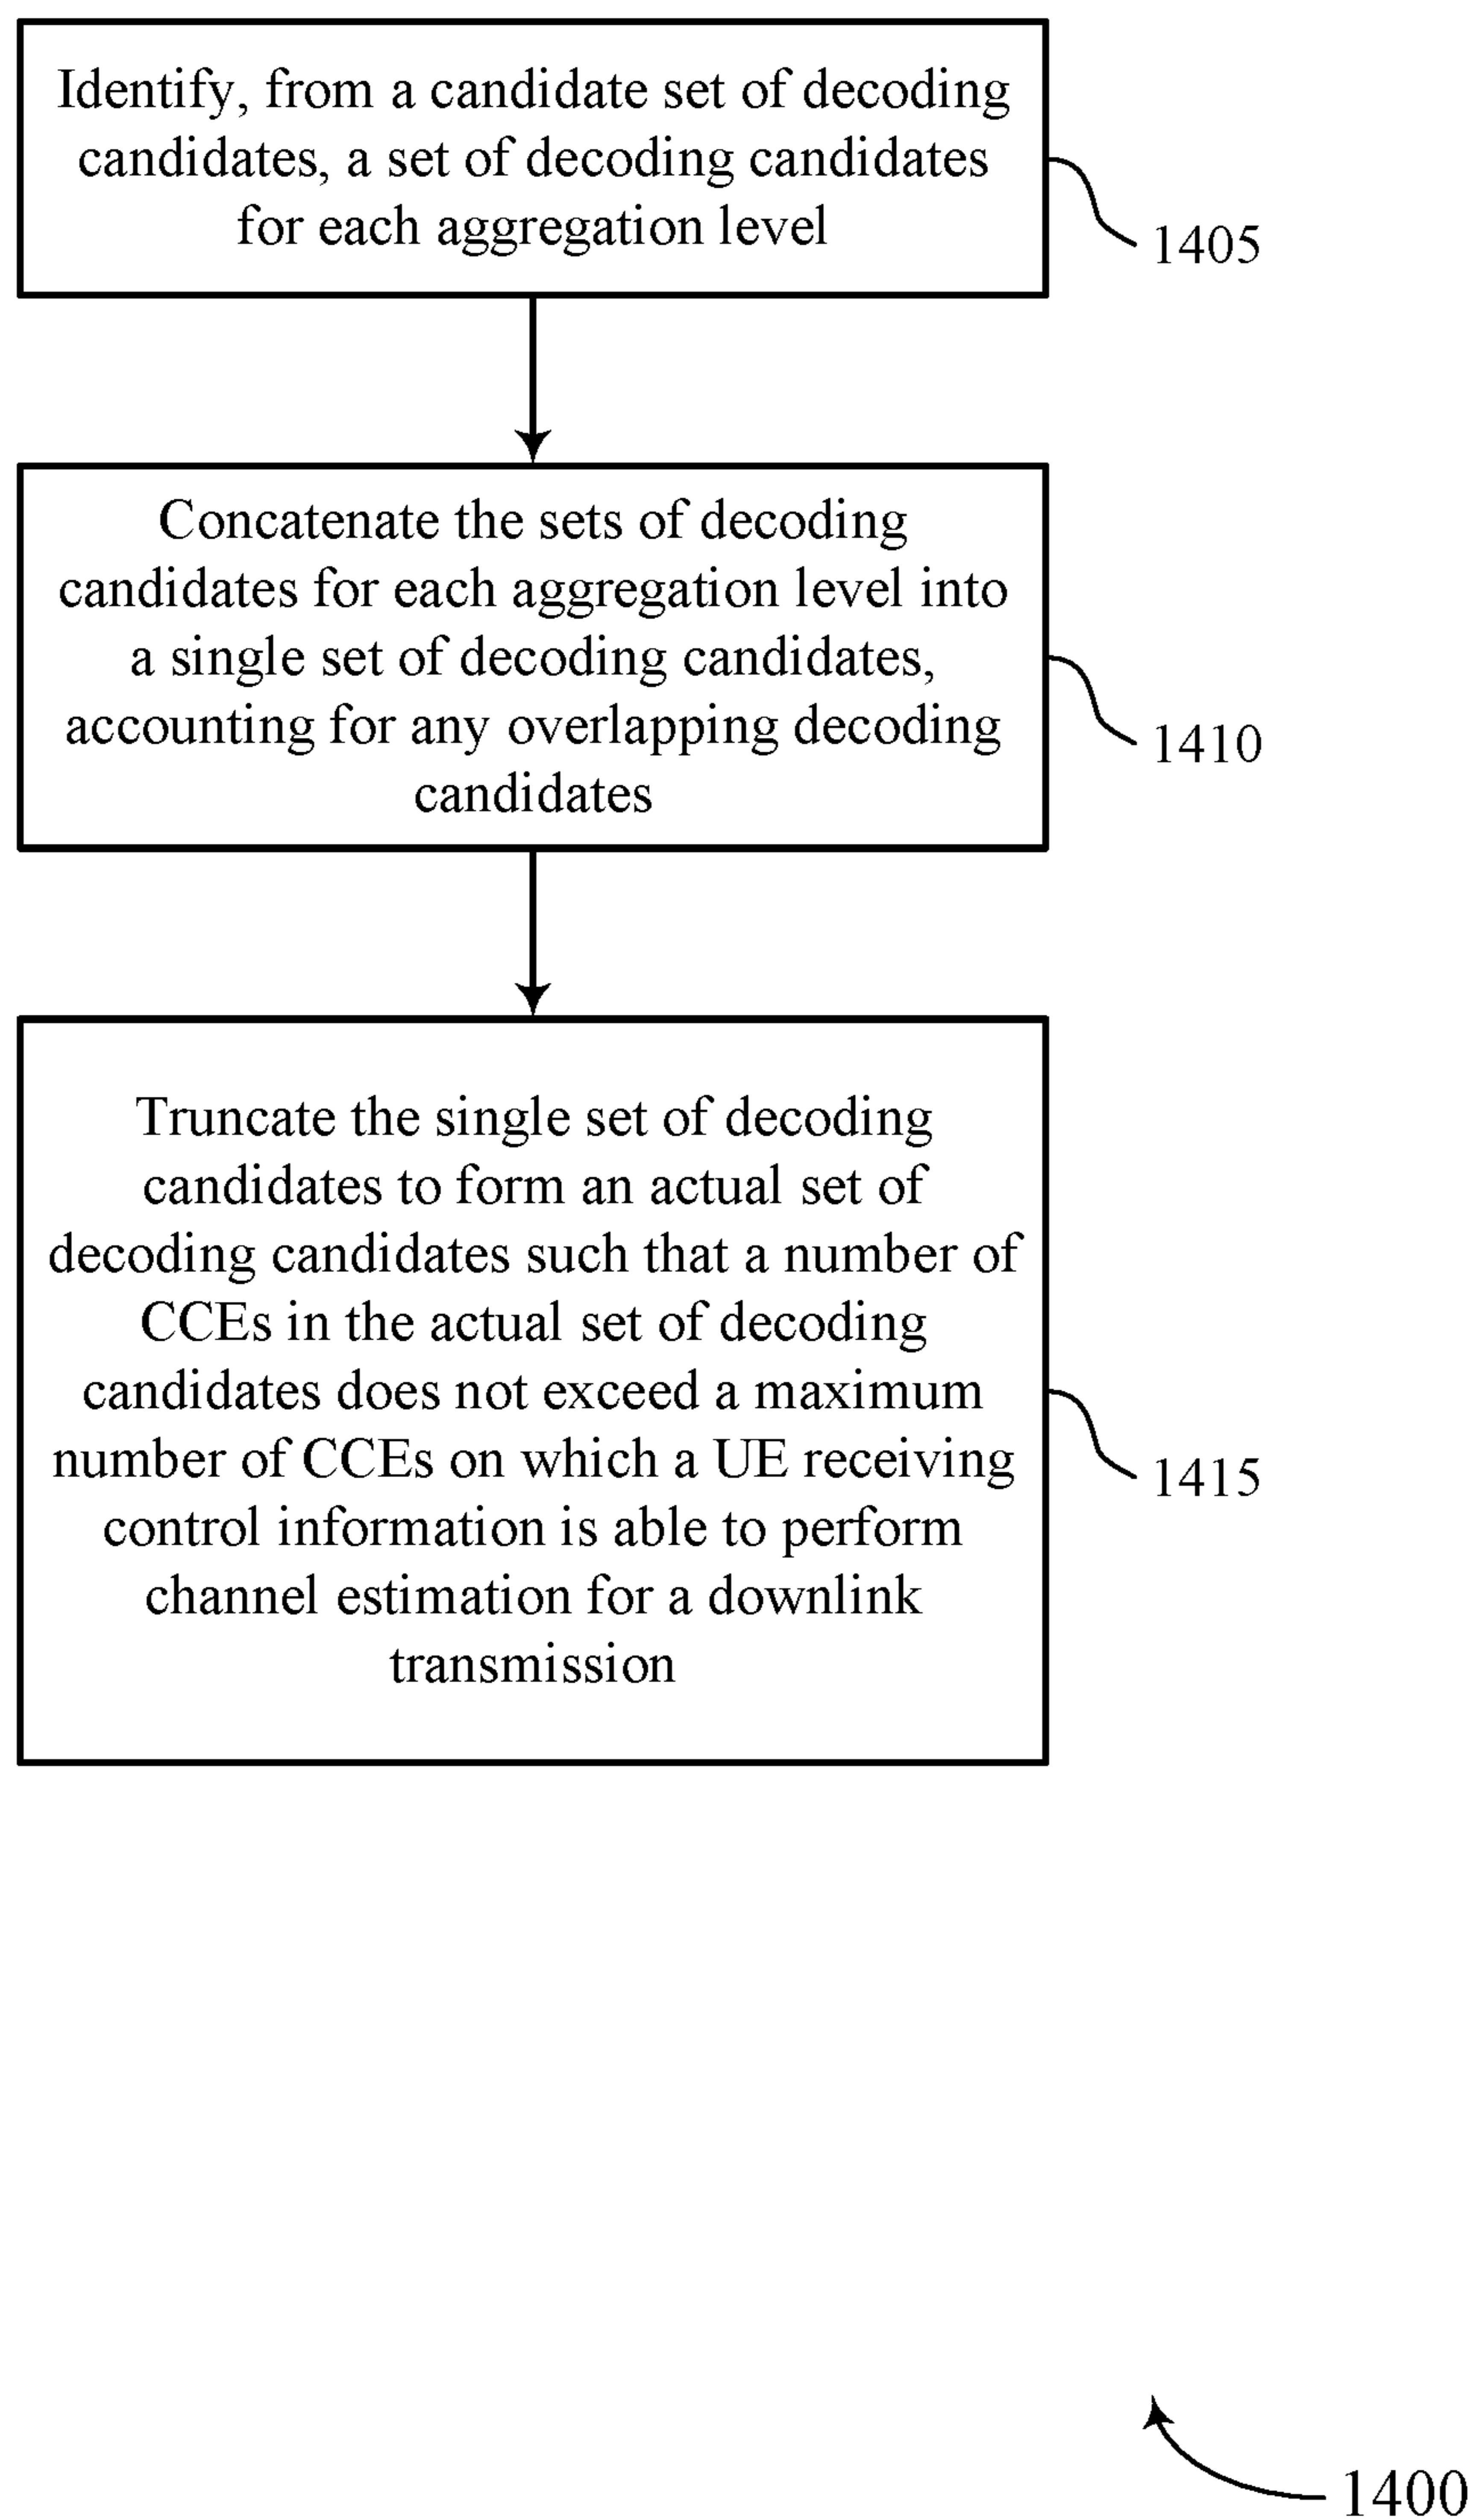 Identify, from a candidate set of decoding
candidates, a set of decoding candidates
for each aggregation level
1405
Concatenate the sets of decoding
candidates for each aggregation level into
a single set of decoding candidates,
accounting for any overlapping decoding
candidates
1410
Truncate the single set of decoding
candidates to form an actual set of
decoding candidates such that a number of
CCEs in the actual set of decoding
candidates does not exceed a maximum
number of CCEs on which a UE receiving
control information is able to perform
channel estimation for a downlink
transmission
1415
1400